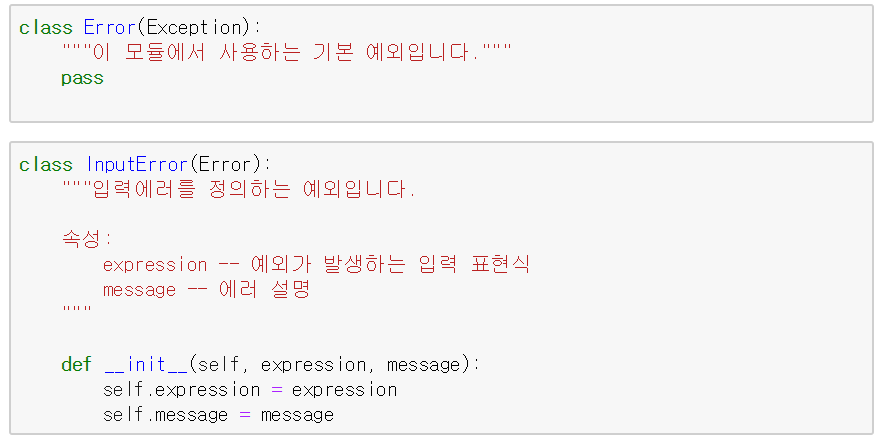 class Error(Exception):
    """이 모듈에서 사용하는 기본 예외입니다."""
    pass
class InputError(Error):
    """입력에러를 정의하는 예외입니다.
    속성:
        expression -- 예외가 발생하는 입력 표현식
        message -- 에러 설명
    """
    def __init__(self, expression, message):
        self.expression = expression
        self.message = message